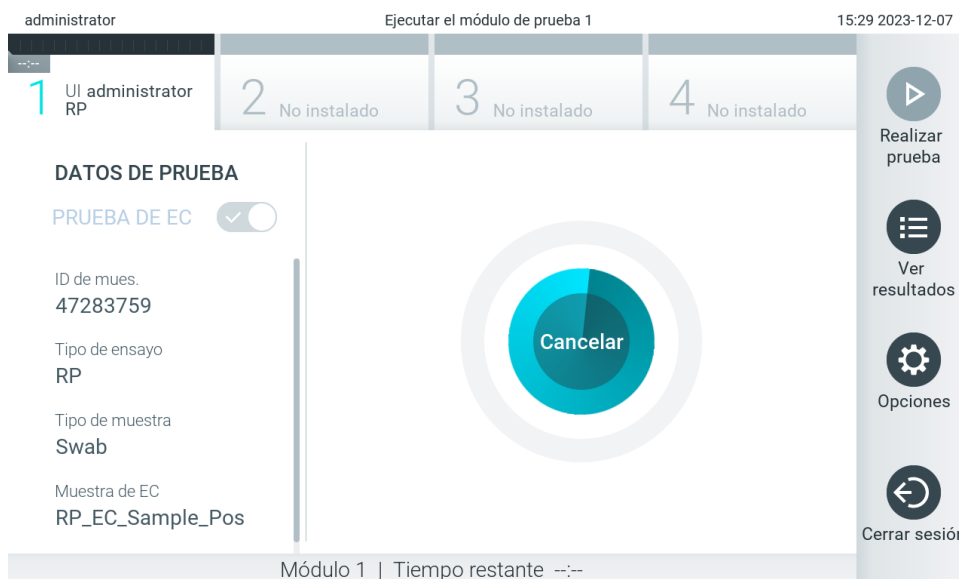 administrator
Ejecutar el módulo de prueba 1
15:29 2023-12-07
--:--
1 UI administrator
RP
2 No instalado
3 No instalado
4 No instalado
Realizar
prueba
Ver
resultados
Opciones
Cerrar sesión
DATOS DE PRUEBA
PRUEBA DE EC
ID de mues.
47283759
Tipo de ensayo
RP
Tipo de muestra
Swab
Muestra de EC
RP_EC_Sample_Pos
Cancelar
Módulo 1 | Tiempo restante --:--